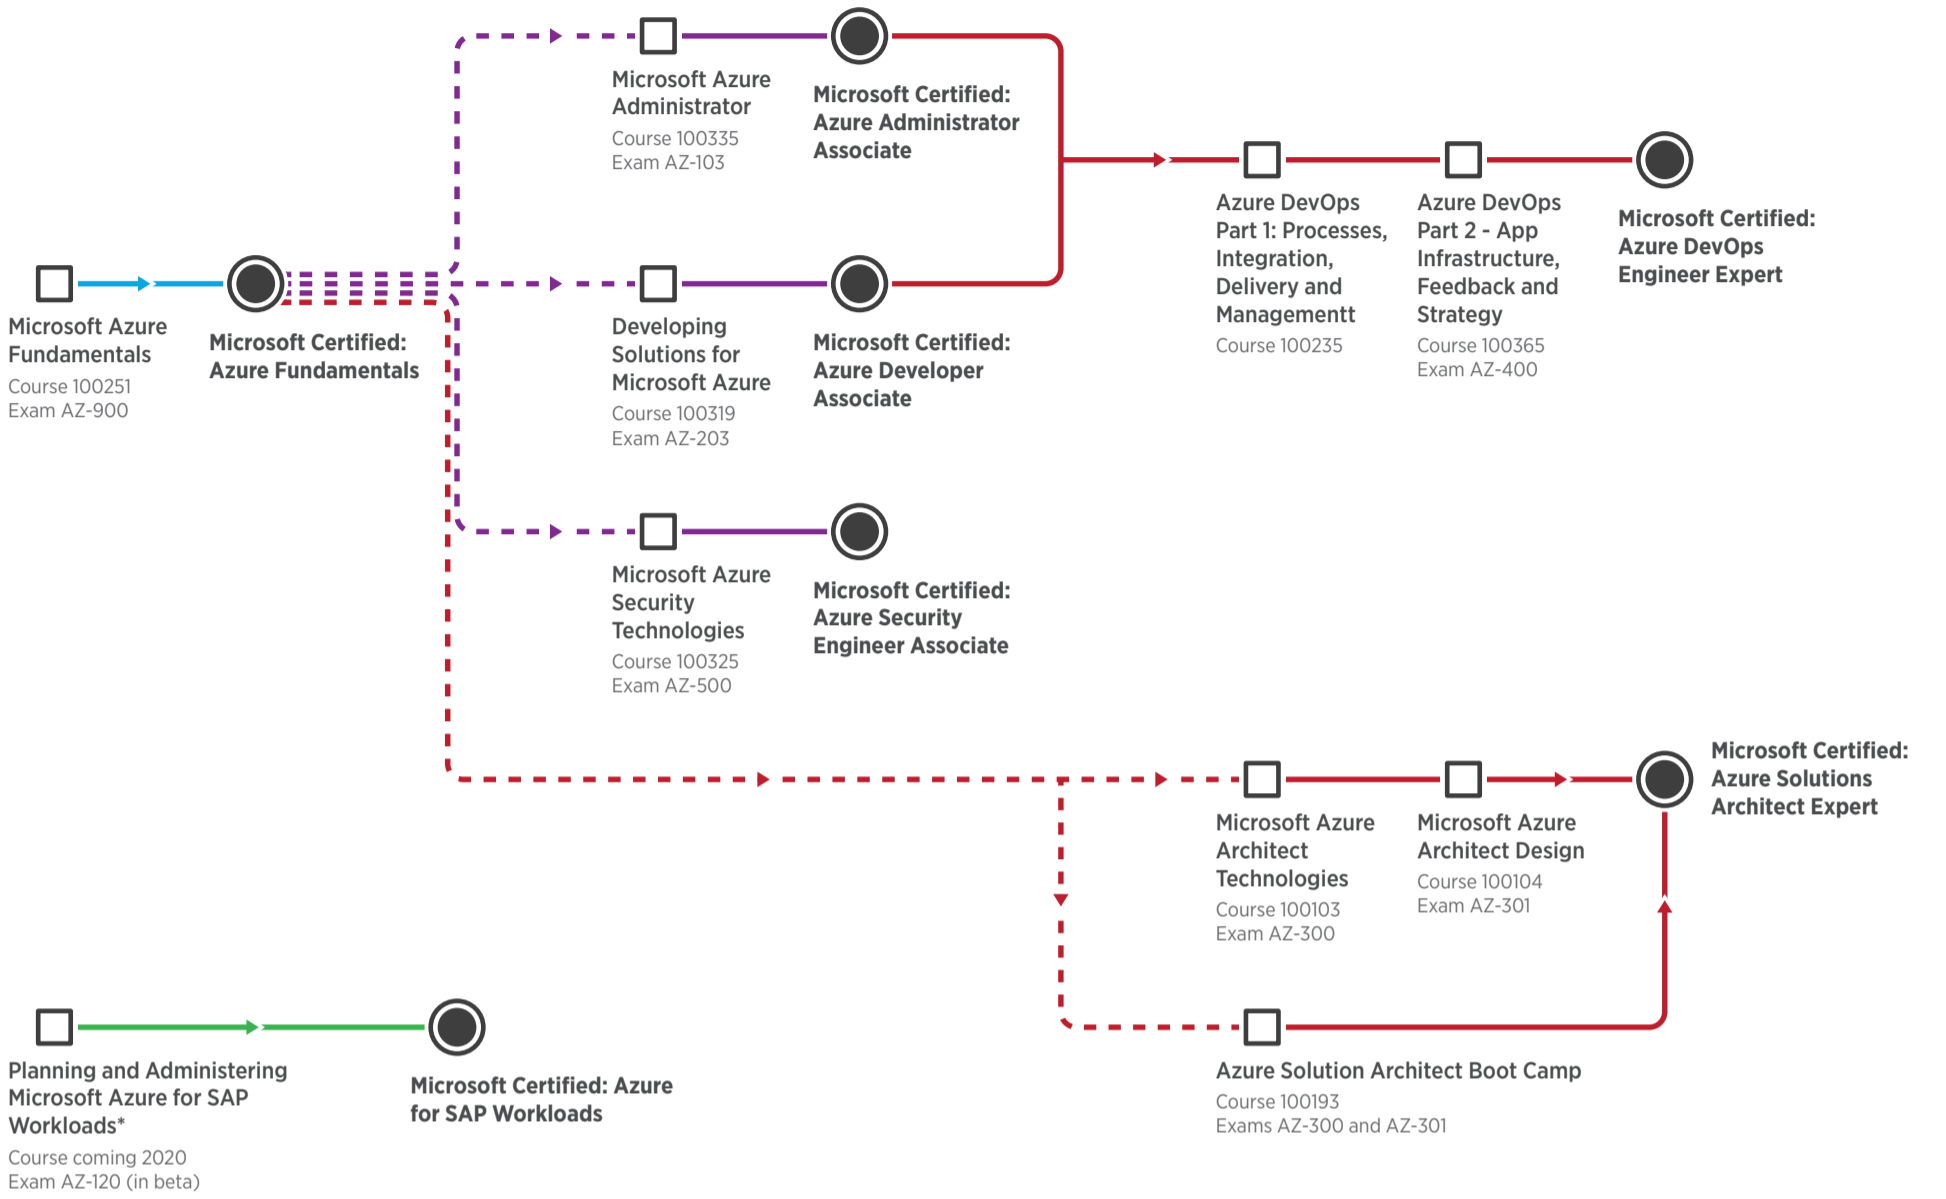 Microsoft Azure
Administrator
Course 100335
Exam AZ-103
Microsoft Certified:
Azure Administrator
Associate
Azure DevOps
Part 1: Processes,
Integration,
Delivery and
Managementt
Course 100235
Azure DevOps
Part 2 - App
Infrastructure,
Feedback and
Strategy
Course 100365
Exam AZ-400
Microsoft Certified:
Azure DevOps
Engineer Expert
Microsoft Azure
Fundamentals
Course 100251
Exam AZ-900
Microsoft Certified:
Azure Fundamentals
Developing
Solutions for
Microsoft Azure
Course 100319
Exam AZ-203
Microsoft Certified:
Azure Developer
Associate
Microsoft Azure
Security
Technologies
Course 100325
Exam AZ-500
Microsoft Certified:
Azure Security
Engineer Associate
Microsoft Azure
Architect
Technologies
Course 100103
Exam AZ-300
Microsoft Azure
Architect Design
Course 100104
Exam AZ-301
Microsoft Certified:
Azure Solutions
Architect Expert
Planning and Administering
Microsoft Azure for SAP
Workloads*
Course coming 2020
Exam AZ-120 (in beta)
Microsoft Certified: Azure
for SAP Workloads
Azure Solution Architect Boot Camp
Course 100193
Exams AZ-300 and AZ-301